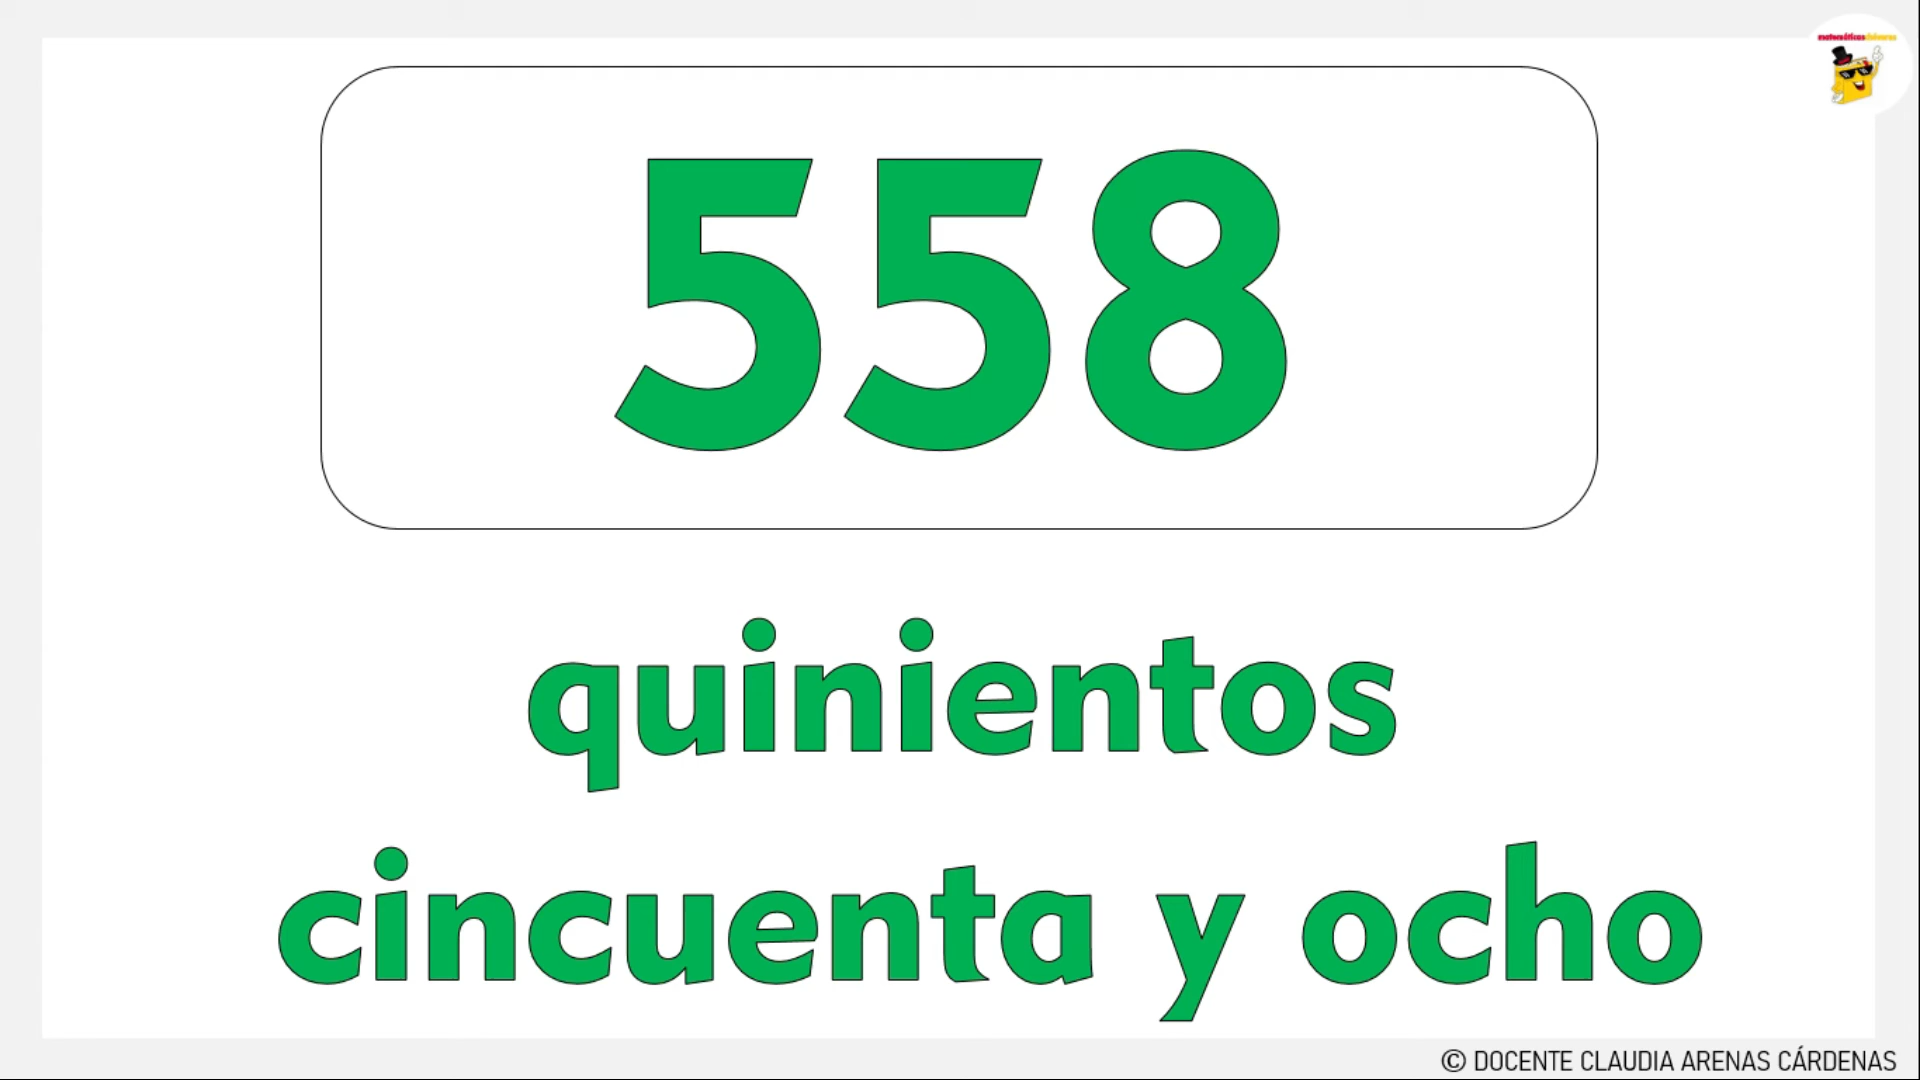 558
quinientos
cincuenta y ocho
© DOCENTE CLAUDIA ARENAS CÁRDENAS